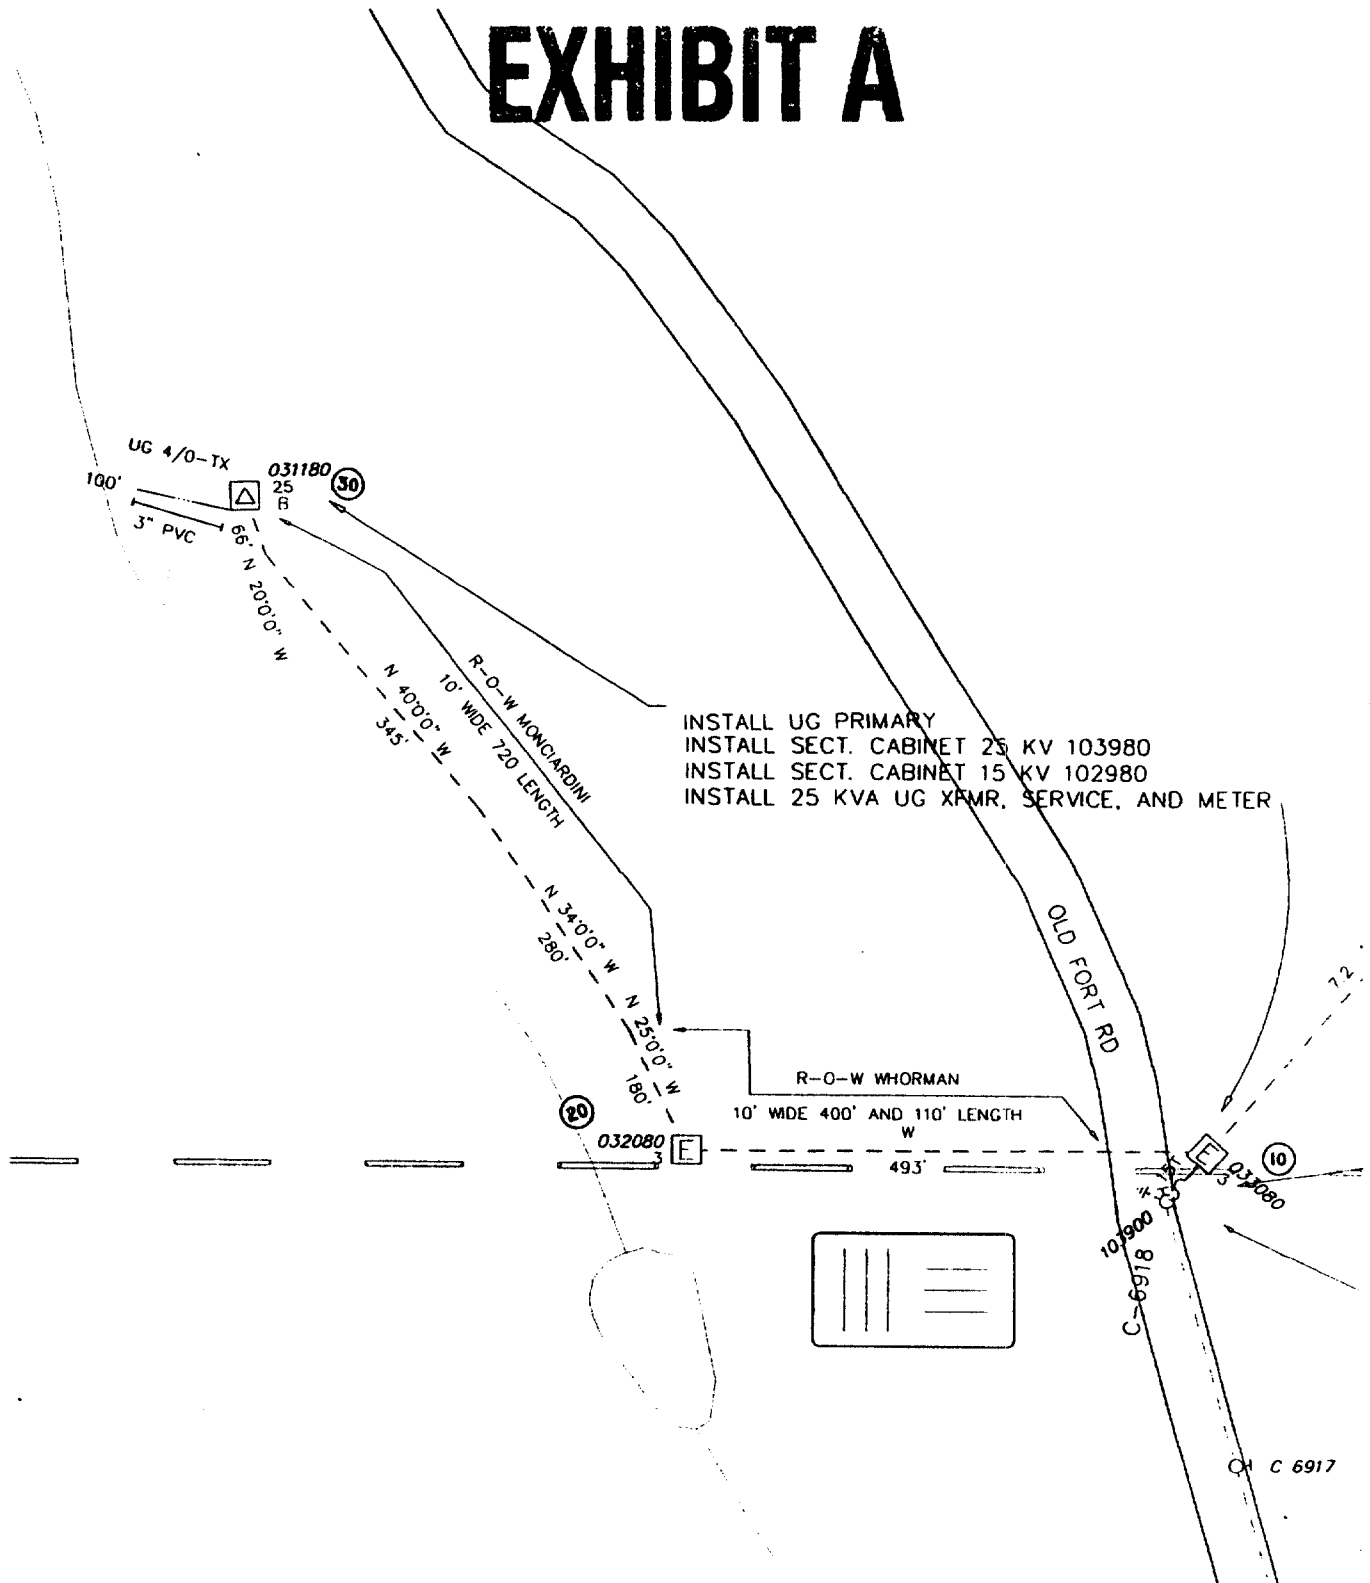 EXHIBIT A
UG 4/0-TX
100'
3" PVC
031180
30
25
B
66' N 20'0'0" W
N 40'0'0" W
345'
R-O-W MONCIARDINI
10' WIDE 720 LENGTH
INSTALL UG PRIMARY
INSTALL SECT. CABINET 25 KV 103980
INSTALL SECT. CABINET 15 KV 102980
INSTALL 25 KVA UG XFMR, SERVICE, AND METER
N 34'0'0" W
280'
N 25'0'0" W
180'
OLD FORT RD
7.2
R-O-W WHORMAN
10' WIDE 400' AND 110' LENGTH
W
493'
20
032080
3
E
E
10
033080
3
103900
C-6918
C 6917